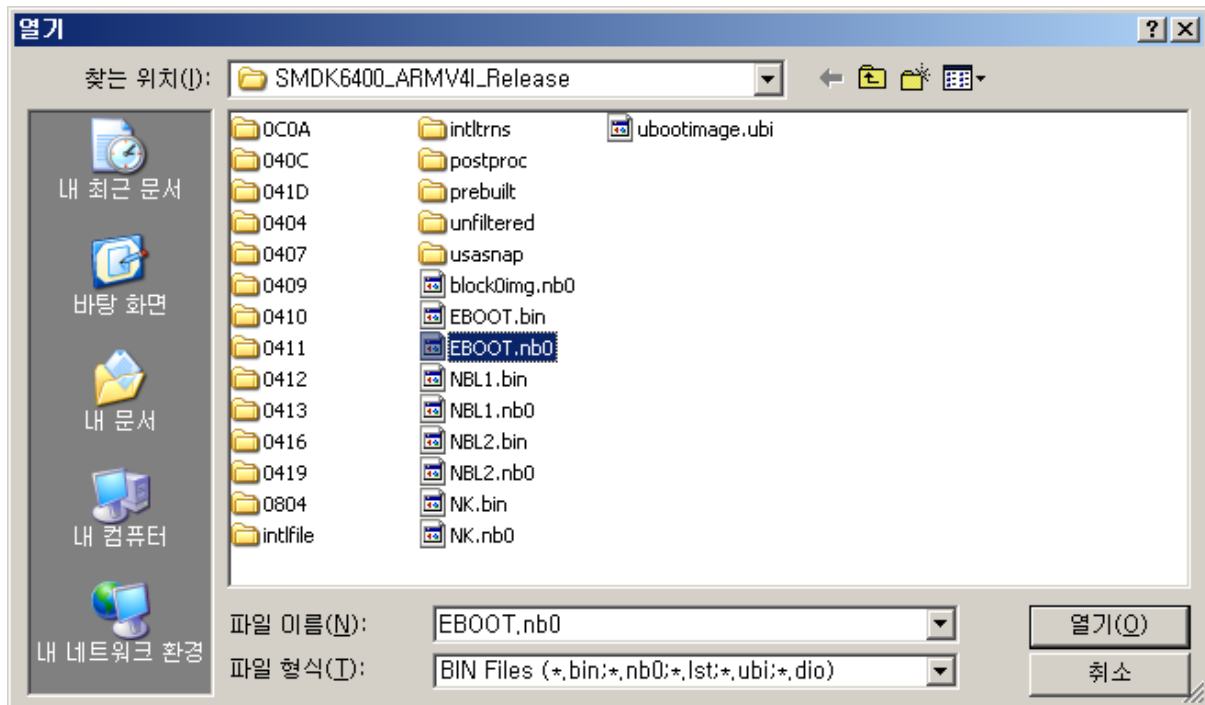 열기
찾는 위치(I):
SMDK6400_ARMV4I_Release
내 최근 문서
바탕 화면
내 문서
내 컴퓨터
내 네트워크 환경
0C0A
040C
041D
0404
0407
0409
0410
0411
0412
0413
0416
0419
0804
intlfile
intltrns
postproc
prebuilt
unfiltered
usasnap
block0img.nb0
EBOOT.bin
EBOOT.nb0
NBL1.bin
NBL1.nb0
NBL2.bin
NBL2.nb0
NK.bin
NK.nb0
ubootimage.ubi
파일 이름(N):
EBOOT,nb0
열기(O)
파일 형식(T):
BIN Files (*,bin;*,nb0;*,lst;*,ubi;*,dio)
취소